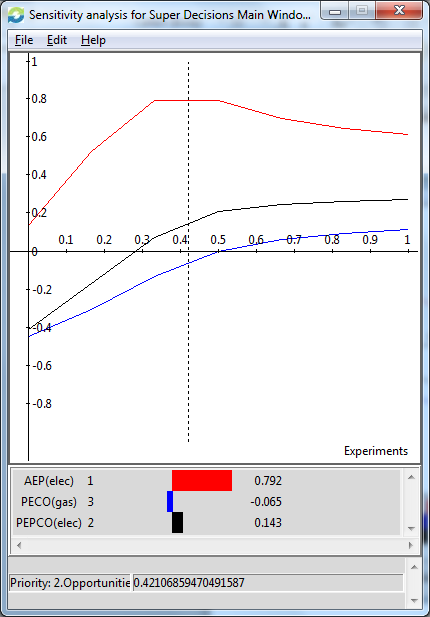 Sensitivity analysis for Super Decisions Main Windo...
File Edit Help
1
0.8
0.6
0.4
0.2
0.1 0.2 0.3 0.4 0.5 0.6 0.7 0.8 0.9 1
0
-0.2
-0.4
-0.6
-0.8
Experiments
AEP(elec) 1 0.792
PECO(gas) 3 -0.065
PEPCO(elec) 2 0.143
Priority: 2.Opportunitie 0.42106859470491587